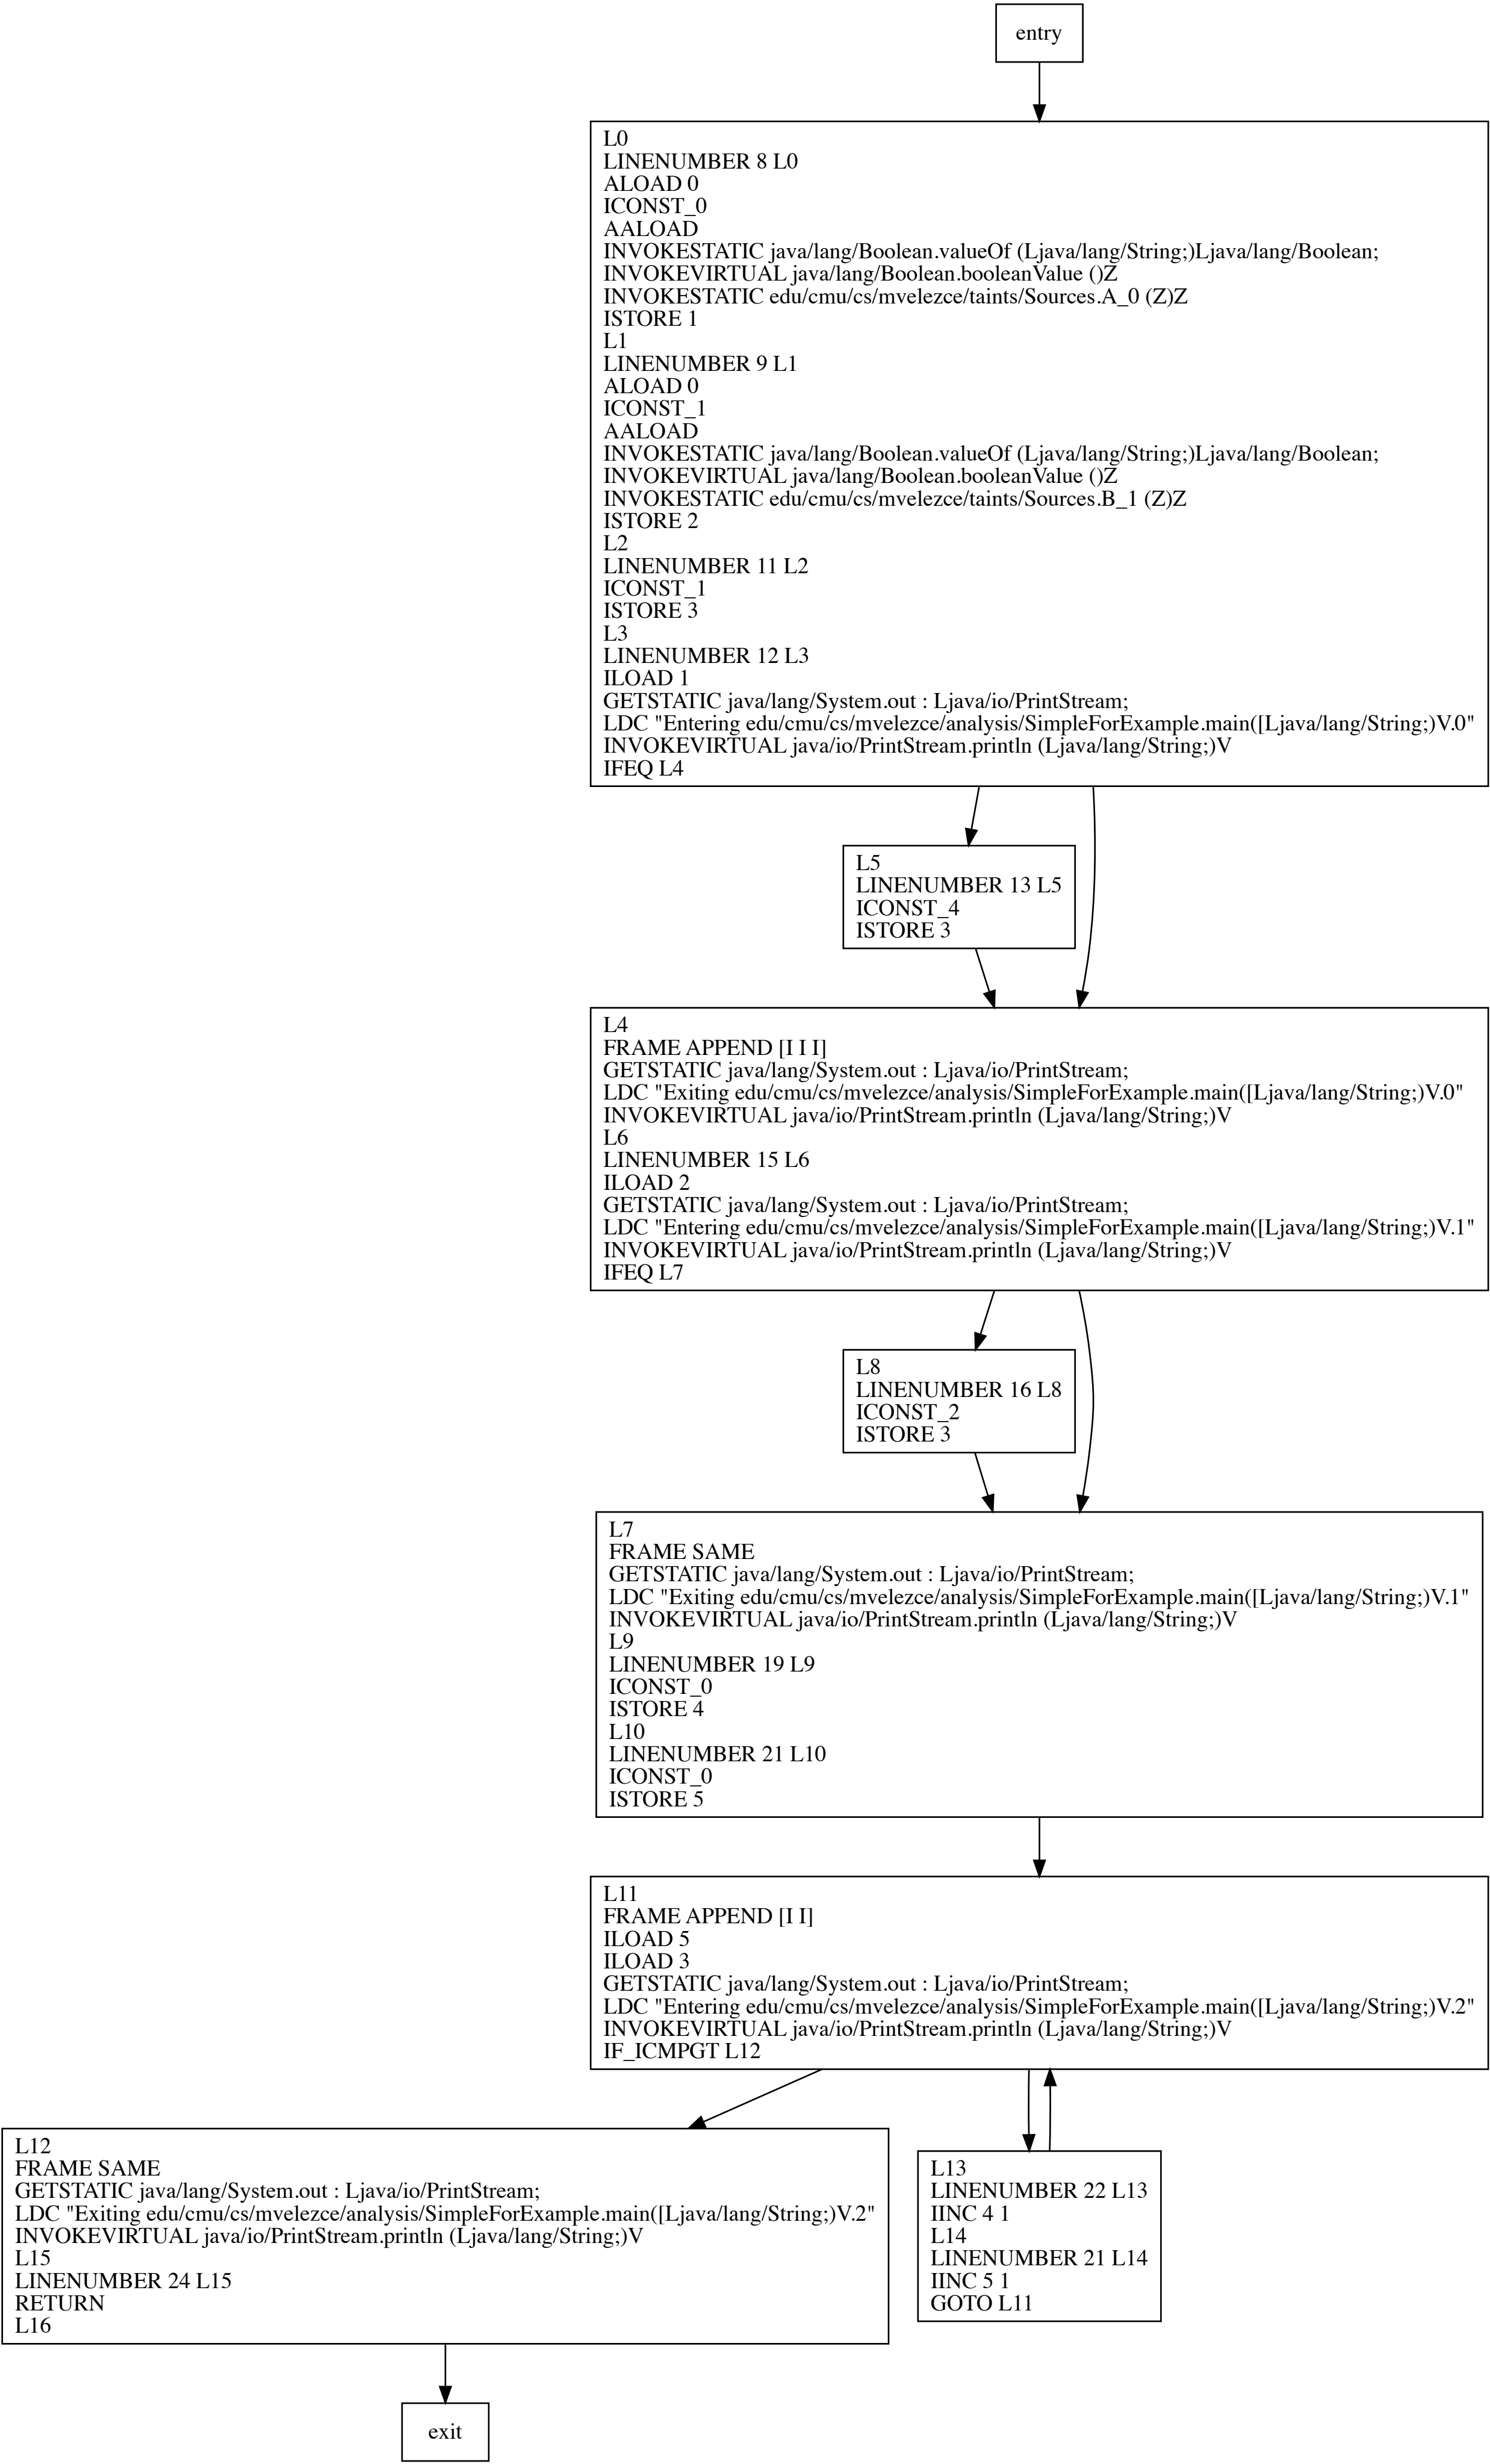 entry
L0
LINENUMBER 8 L0
ALOAD 0
ICONST_0
AALOAD
INVOKESTATIC java/lang/Boolean.valueOf (Ljava/lang/String;)Ljava/lang/Boolean;
INVOKEVIRTUAL java/lang/Boolean.booleanValue ()Z
INVOKESTATIC edu/cmu/cs/mvelezce/taints/Sources.A_0 (Z)Z
ISTORE 1
L1
LINENUMBER 9 L1
ALOAD 0
ICONST_1
AALOAD
INVOKESTATIC java/lang/Boolean.valueOf (Ljava/lang/String;)Ljava/lang/Boolean;
INVOKEVIRTUAL java/lang/Boolean.booleanValue ()Z
INVOKESTATIC edu/cmu/cs/mvelezce/taints/Sources.B_1 (Z)Z
ISTORE 2
L2
LINENUMBER 11 L2
ICONST_1
ISTORE 3
L3
LINENUMBER 12 L3
ILOAD 1
GETSTATIC java/lang/System.out : Ljava/io/PrintStream;
LDC "Entering edu/cmu/cs/mvelezce/analysis/SimpleForExample.main([Ljava/lang/String;)V.0"
INVOKEVIRTUAL java/io/PrintStream.println (Ljava/lang/String;)V
IFEQ L4
L5
LINENUMBER 13 L5
ICONST_4
ISTORE 3
L4
FRAME APPEND [I I I]
GETSTATIC java/lang/System.out : Ljava/io/PrintStream;
LDC "Exiting edu/cmu/cs/mvelezce/analysis/SimpleForExample.main([Ljava/lang/String;)V.0"
INVOKEVIRTUAL java/io/PrintStream.println (Ljava/lang/String;)V
L6
LINENUMBER 15 L6
ILOAD 2
GETSTATIC java/lang/System.out : Ljava/io/PrintStream;
LDC "Entering edu/cmu/cs/mvelezce/analysis/SimpleForExample.main([Ljava/lang/String;)V.1"
INVOKEVIRTUAL java/io/PrintStream.println (Ljava/lang/String;)V
IFEQ L7
L8
LINENUMBER 16 L8
ICONST_2
ISTORE 3
L7
FRAME SAME
GETSTATIC java/lang/System.out : Ljava/io/PrintStream;
LDC "Exiting edu/cmu/cs/mvelezce/analysis/SimpleForExample.main([Ljava/lang/String;)V.1"
INVOKEVIRTUAL java/io/PrintStream.println (Ljava/lang/String;)V
L9
LINENUMBER 19 L9
ICONST_0
ISTORE 4
L10
LINENUMBER 21 L10
ICONST_0
ISTORE 5
L11
FRAME APPEND [I I]
ILOAD 5
ILOAD 3
GETSTATIC java/lang/System.out : Ljava/io/PrintStream;
LDC "Entering edu/cmu/cs/mvelezce/analysis/SimpleForExample.main([Ljava/lang/String;)V.2"
INVOKEVIRTUAL java/io/PrintStream.println (Ljava/lang/String;)V
IF_ICMPGT L12
L12
FRAME SAME
GETSTATIC java/lang/System.out : Ljava/io/PrintStream;
LDC "Exiting edu/cmu/cs/mvelezce/analysis/SimpleForExample.main([Ljava/lang/String;)V.2"
INVOKEVIRTUAL java/io/PrintStream.println (Ljava/lang/String;)V
L15
LINENUMBER 24 L15
RETURN
L16
L13
LINENUMBER 22 L13
IINC 4 1
L14
LINENUMBER 21 L14
IINC 5 1
GOTO L11
exit